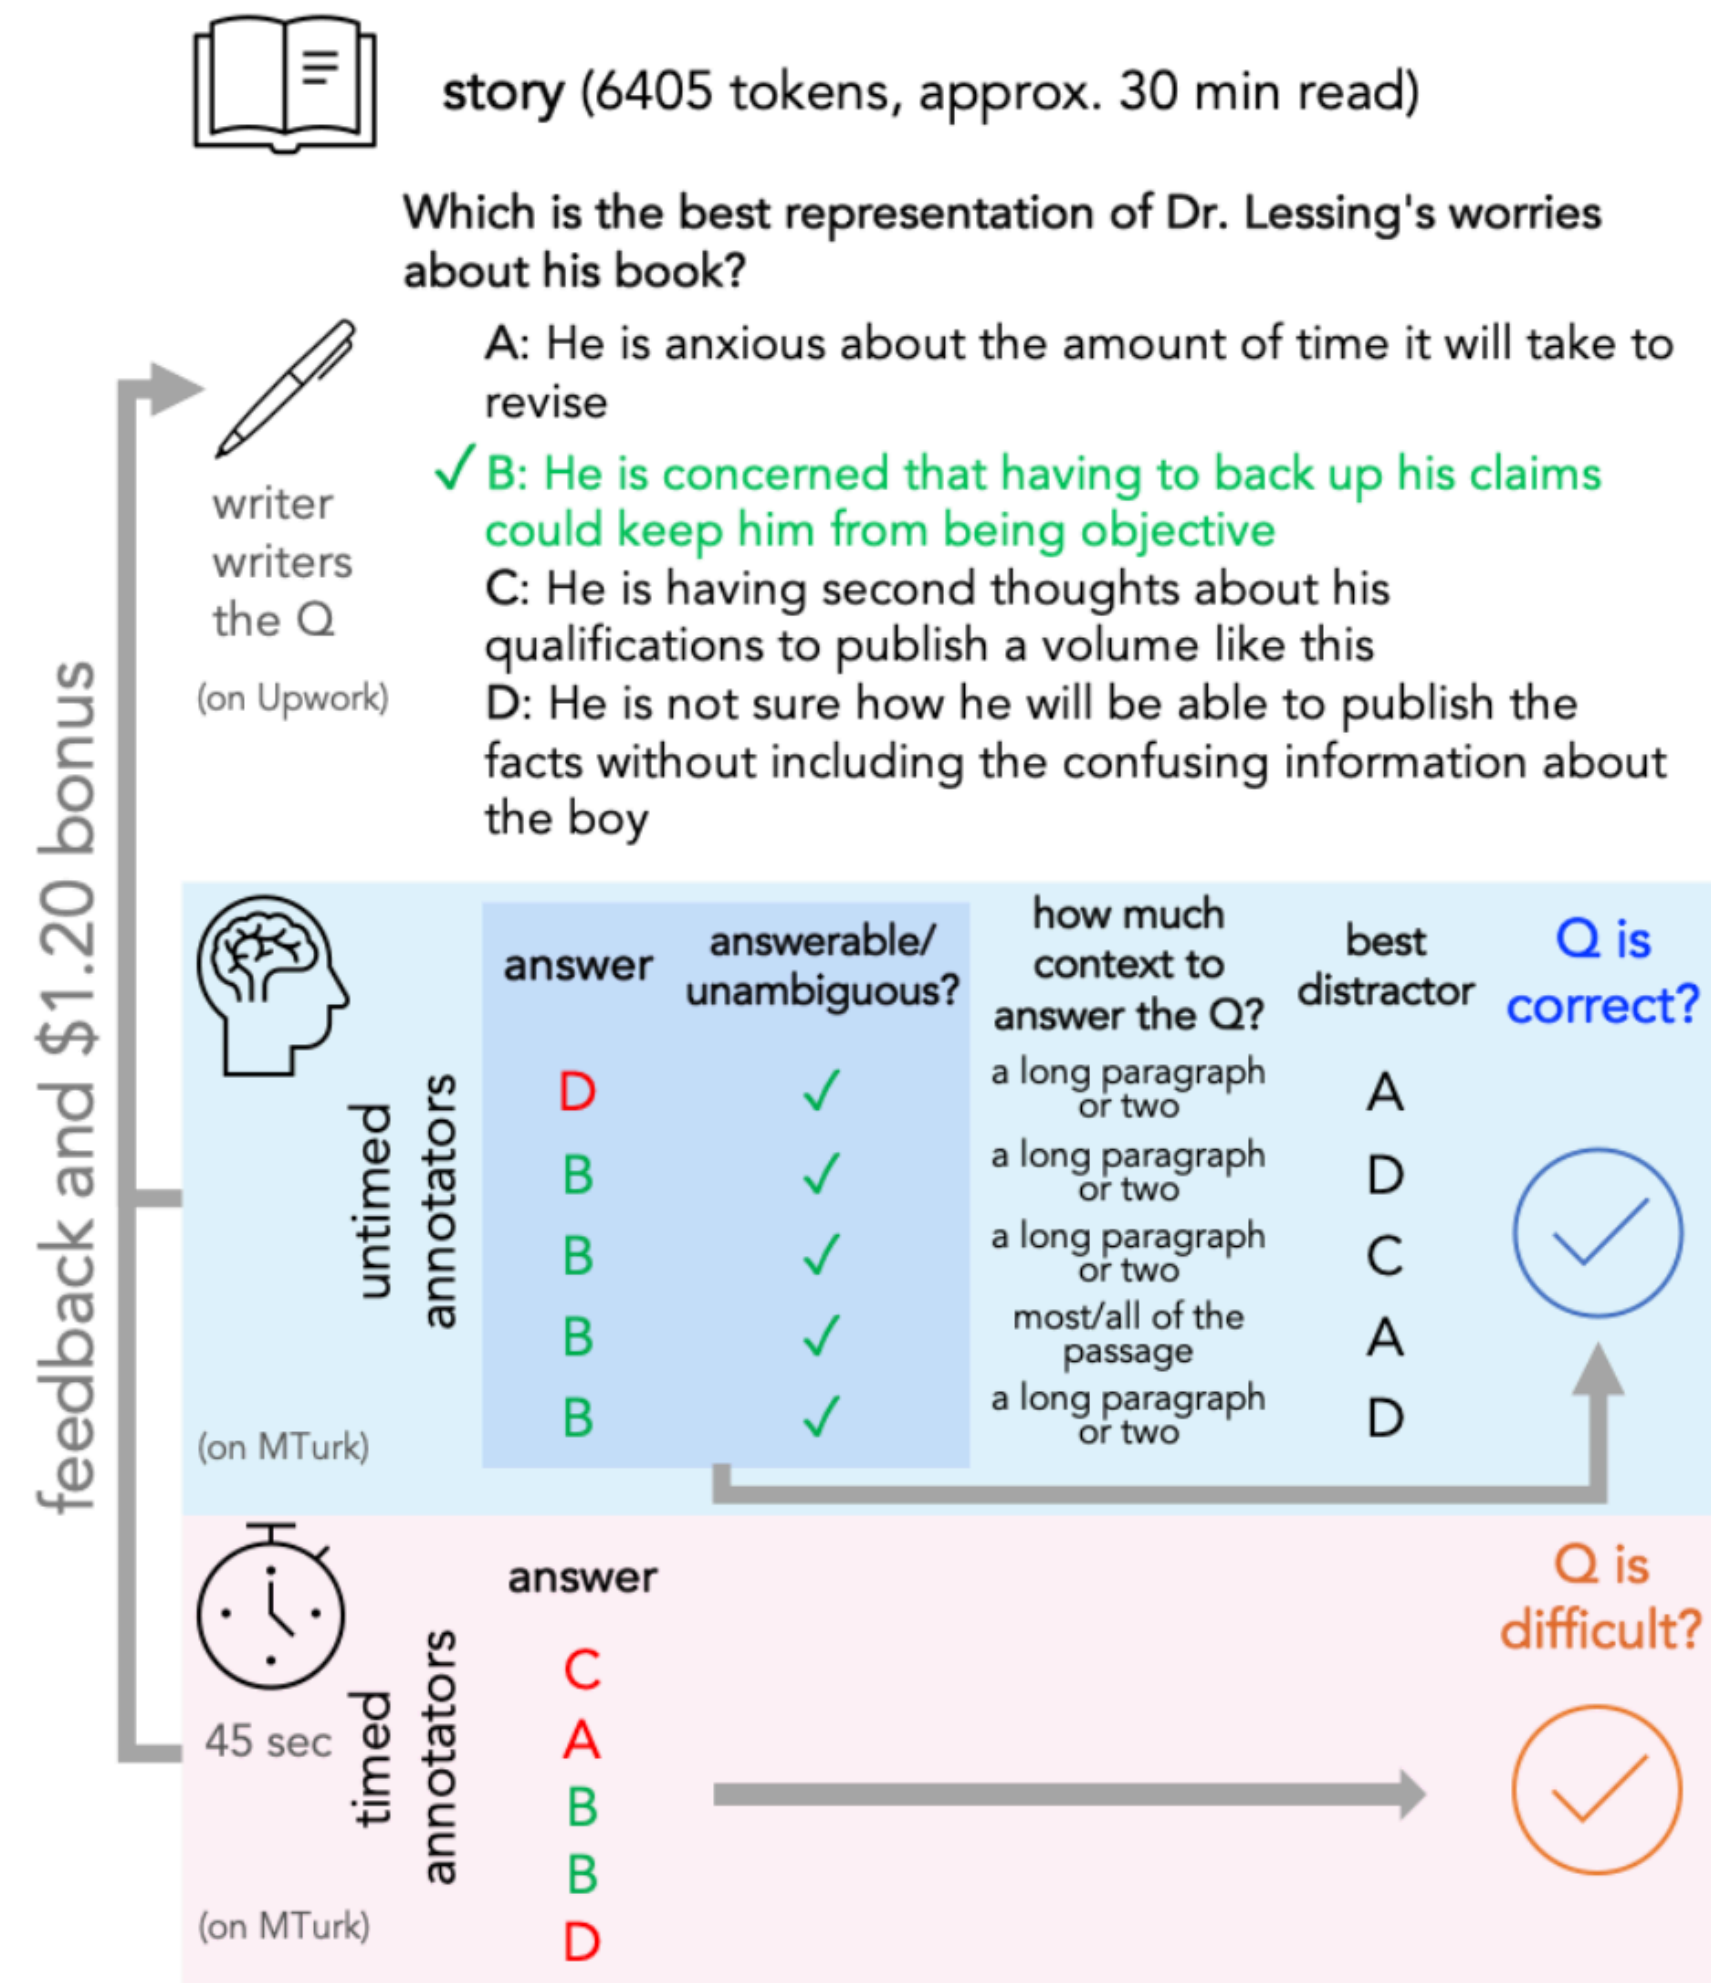 story (6405 tokens, approx. 30 min read)
Which is the best representation of Dr. Lessing's worries
about his book?
A: He is anxious about the amount of time it will take to
revise
✓ B: He is concerned that having to back up his claims
could keep him from being objective
C: He is having second thoughts about his
qualifications to publish a volume like this
D: He is not sure how he will be able to publish the
facts without including the confusing information about
the boy
writer
writers
the Q
(on Upwork)
feedback and $1.20 bonus
untimed
annotators
(on MTurk)
answer
answerable/
unambiguous?
how much
context to
answer the Q?
best
distractor
Q is
correct?
D ✓ a long paragraph
or two A
B ✓ a long paragraph
or two D
B ✓ a long paragraph
or two C
B ✓ most/all of the
passage A
B ✓ a long paragraph
or two D
45 sec
timed
annotators
(on MTurk)
answer
C
A
B
B
D
Q is
difficult?